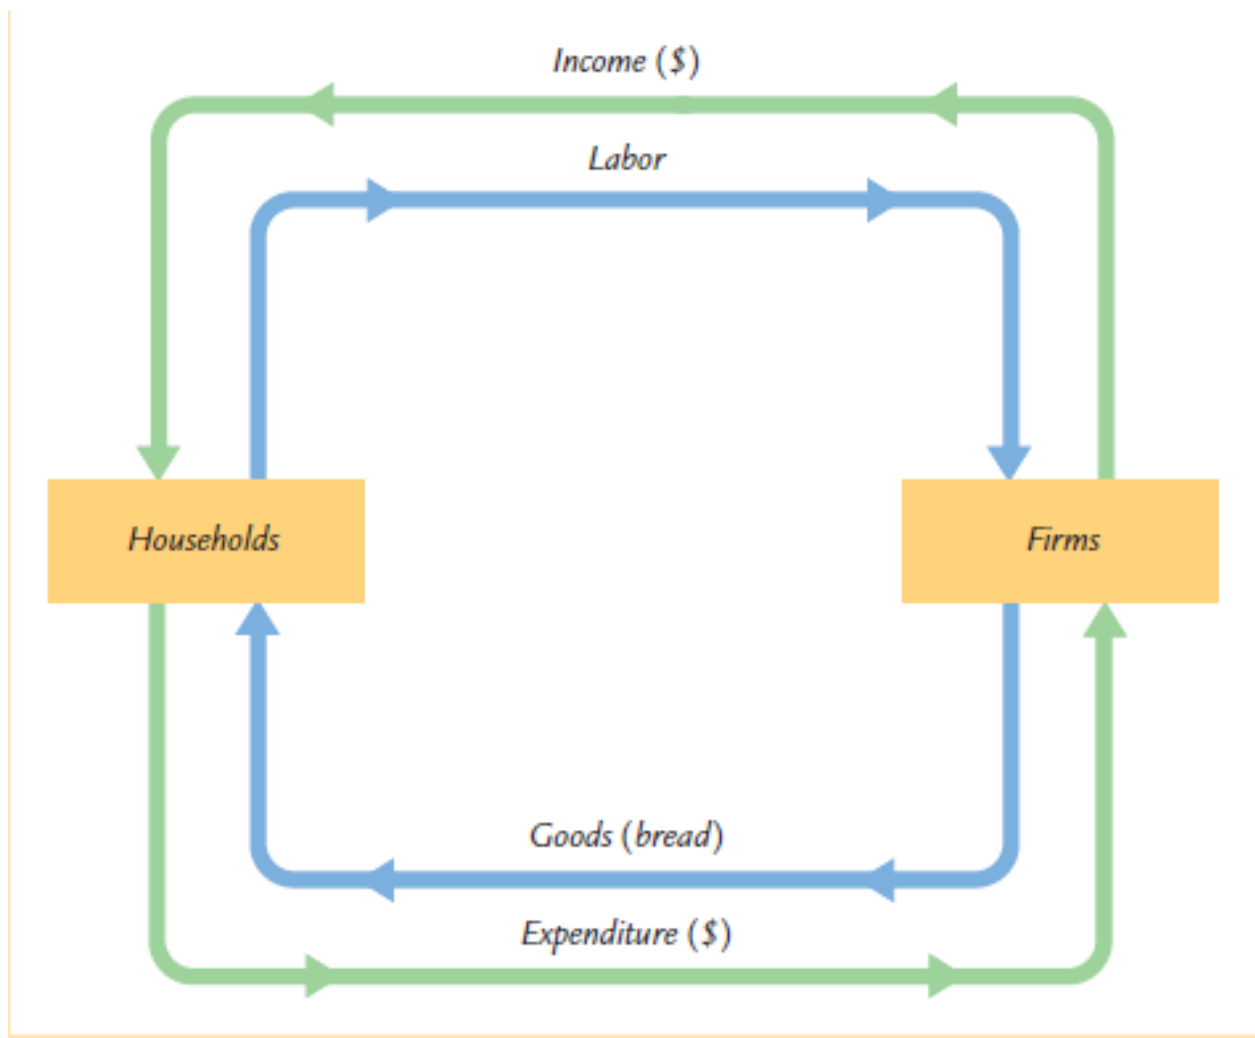 Income ($)
Labor
Households
Firms
Goods (bread)
Expenditure ($)